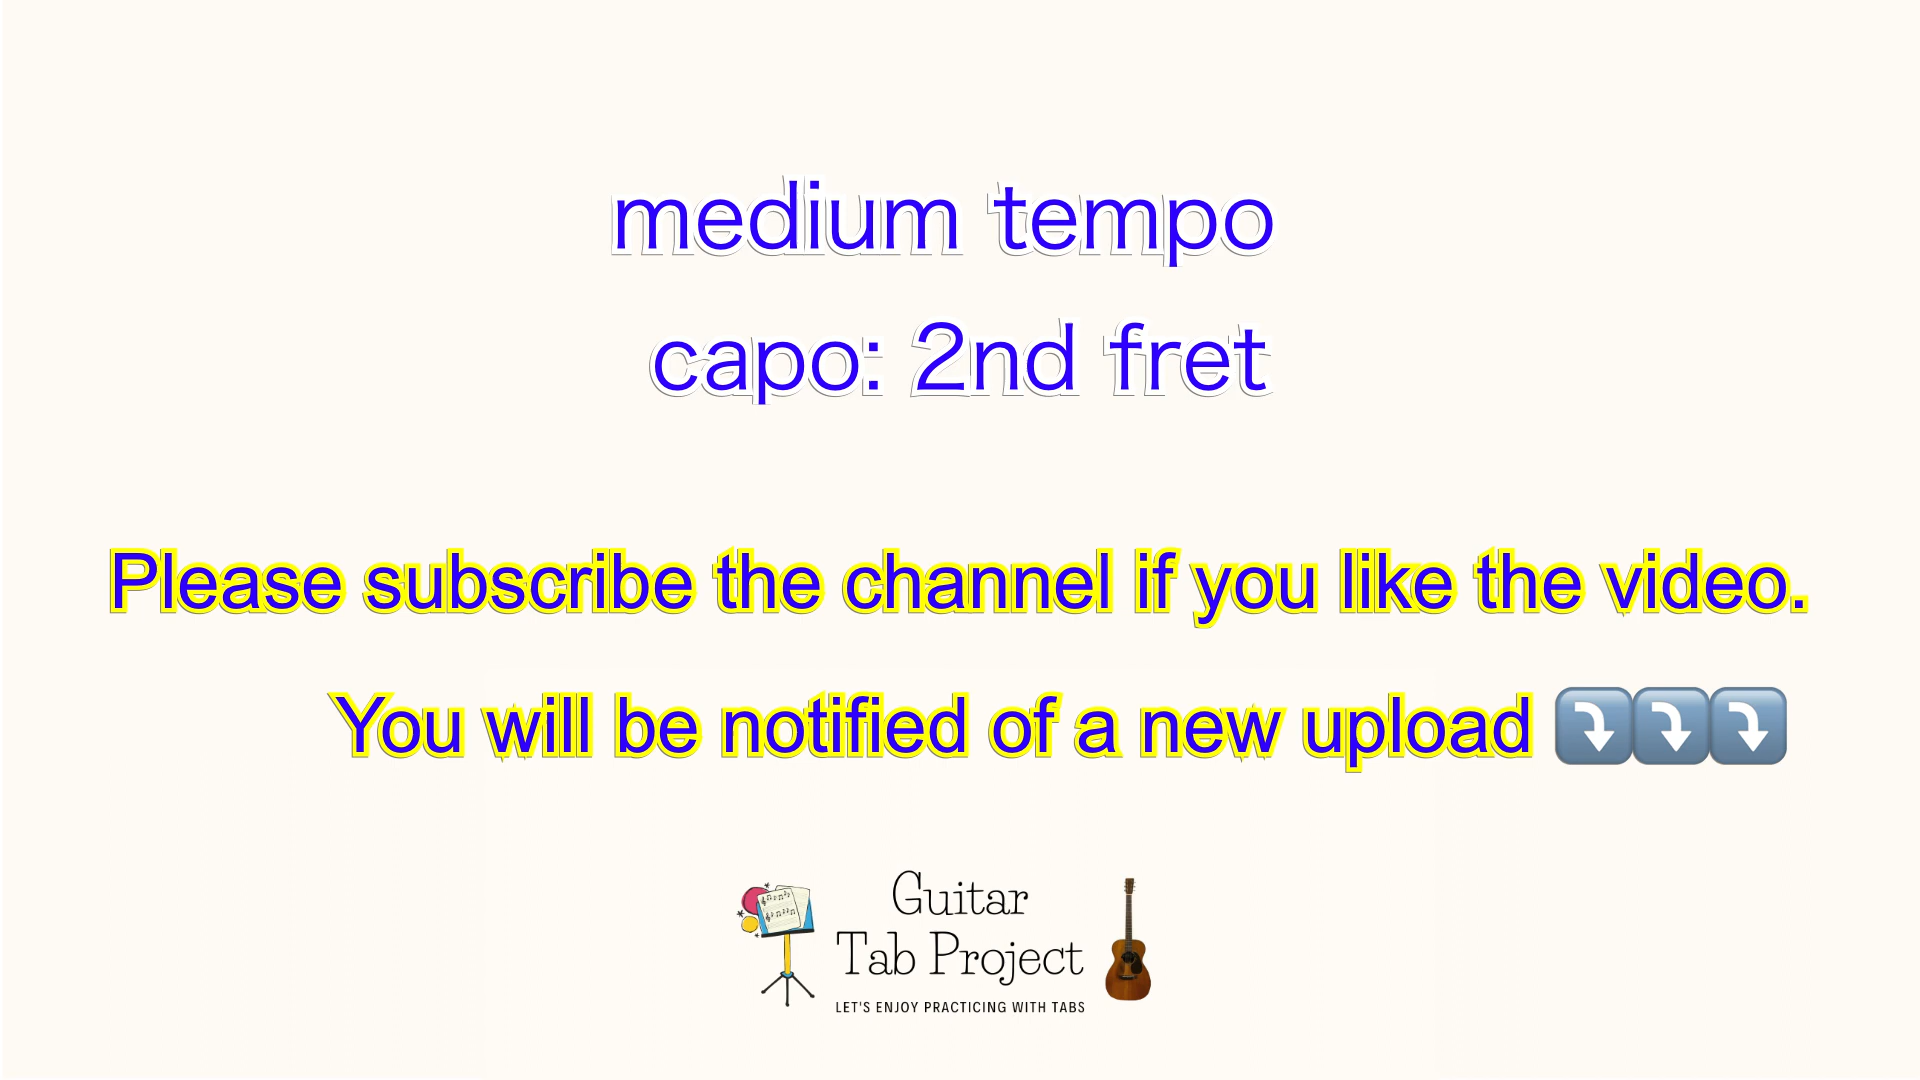 medium tempo
capo: 2nd fret
Please subscribe the channel if you like the video.
You will be notified of a new upload ⤵️⤵️⤵️
Guitar
Tab Project
LET'S ENJOY PRACTICING WITH TABS